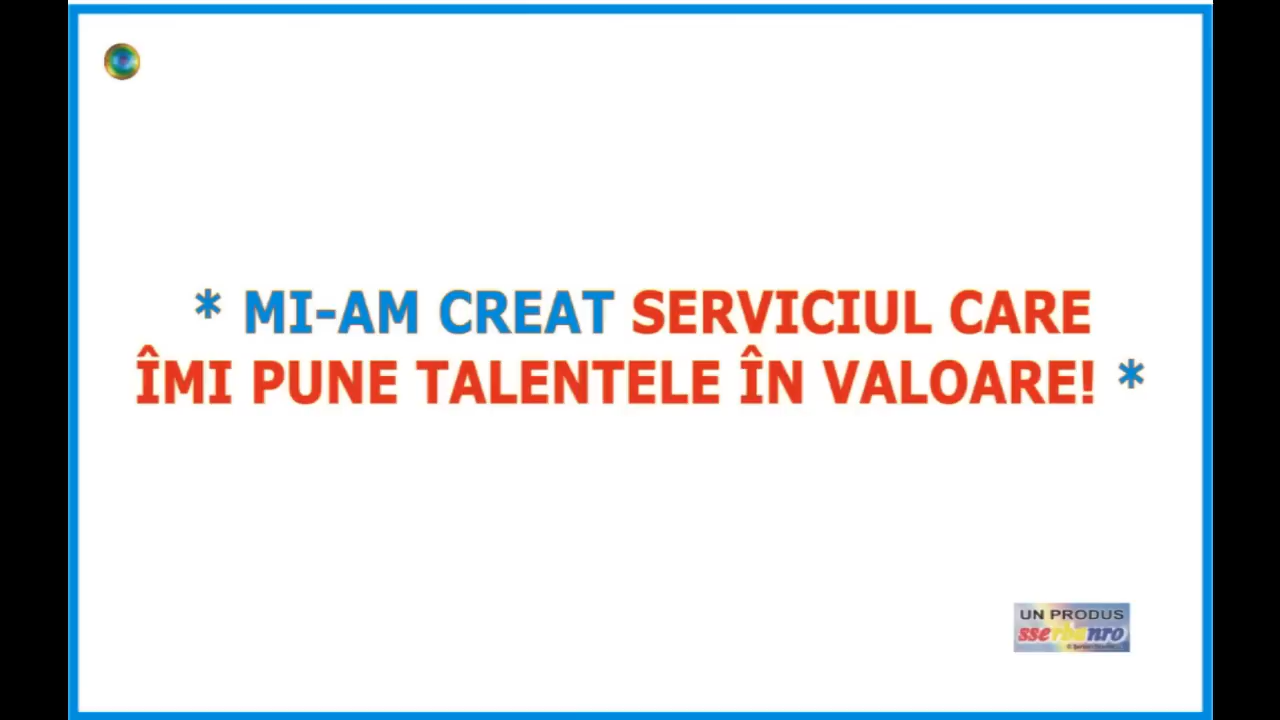 * MI-AM CREAT SERVICIUL CARE
ÎMI PUNE TALENTELE ÎN VALOARE! *
UN PRODUS
sserbanro